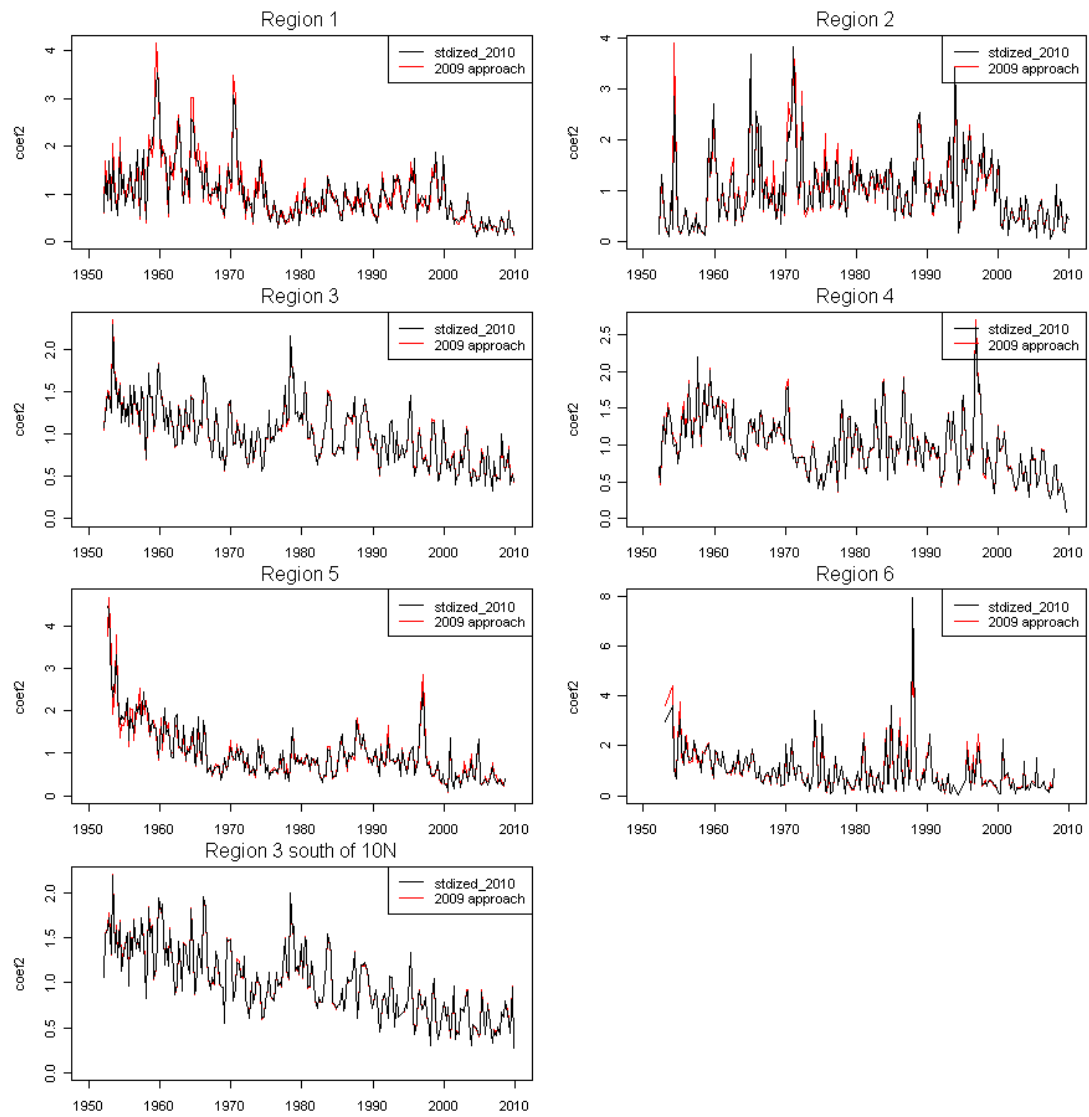 Region 1
coef2
4
3
2
1
0
stdized_2010
2009 approach
1950 1960 1970 1980 1990 2000 2010
Region 2
coef2
4
3
2
1
0
stdized_2010
2009 approach
1950 1960 1970 1980 1990 2000 2010
Region 3
coef2
2.0
1.5
1.0
0.5
0.0
stdized_2010
2009 approach
1950 1960 1970 1980 1990 2000 2010
Region 4
coef2
2.5
2.0
1.5
1.0
0.5
0.0
stdized_2010
2009 approach
1950 1960 1970 1980 1990 2000 2010
Region 5
coef2
4
3
2
1
0
stdized_2010
2009 approach
1950 1960 1970 1980 1990 2000 2010
Region 6
coef2
8
6
4
2
0
stdized_2010
2009 approach
1950 1960 1970 1980 1990 2000 2010
Region 3 south of 10N
coef2
2.0
1.5
1.0
0.5
0.0
stdized_2010
2009 approach
1950 1960 1970 1980 1990 2000 2010